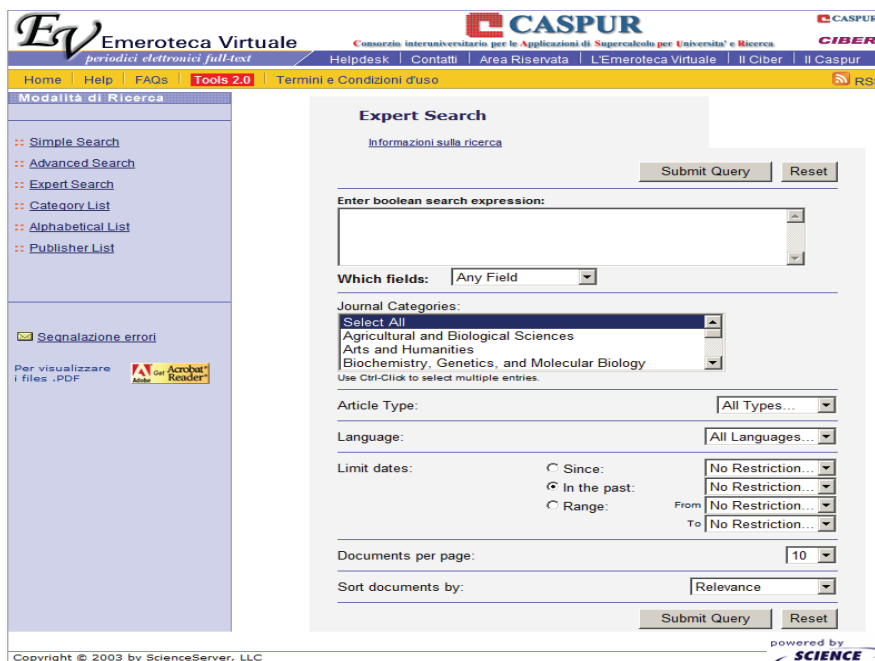 EV Emeroteca Virtuale
periodici elettronici full-text
CASPUR
Consorzio interuniversitario per le Applicazioni di Supercalcolo per Universita' e Ricerca
CASPUR
CIBER
Helpdesk | Contatti | Area Riservata | L'Emeroteca Virtuale | Il Ciber | Il Caspur
Home | Help | FAQs | Tools 2.0 | Termini e Condizioni d'uso
RSS
Modalità di Ricerca
:: Simple Search
:: Advanced Search
:: Expert Search
:: Category List
:: Alphabetical List
:: Publisher List
Segnalazione errori
Per visualizzare
i files .PDF
Get Acrobat
Adobe Reader
Expert Search
Informazioni sulla ricerca
Submit Query Reset
Enter boolean search expression:
Which fields: Any Field
Journal Categories:
Select All
Agricultural and Biological Sciences
Arts and Humanities
Biochemistry, Genetics, and Molecular Biology
Use Ctrl-Click to select multiple entries.
Article Type: All Types...
Language: All Languages...
Limit dates: Since: No Restriction...
In the past: No Restriction...
Range: From No Restriction...
To No Restriction...
Documents per page: 10
Sort documents by: Relevance
Submit Query Reset
powered by
SCIENCE
Copyright © 2003 by ScienceServer, LLC